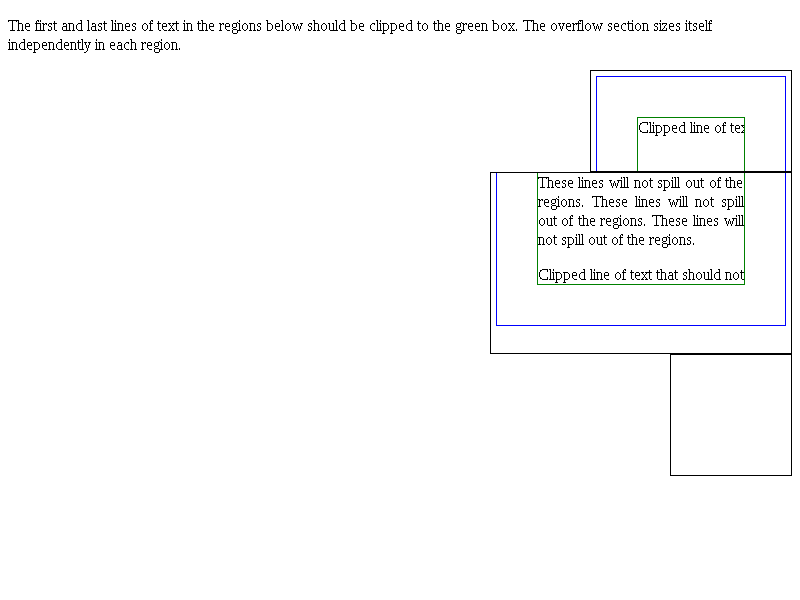 The first and last lines of text in the regions below should be clipped to the green box. The overflow section sizes itself
independently in each region.
Clipped line of tex
These lines will not spill out of the
regions. These lines will not spill
out of the regions. These lines will
not spill out of the regions.
Clipped line of text that should not